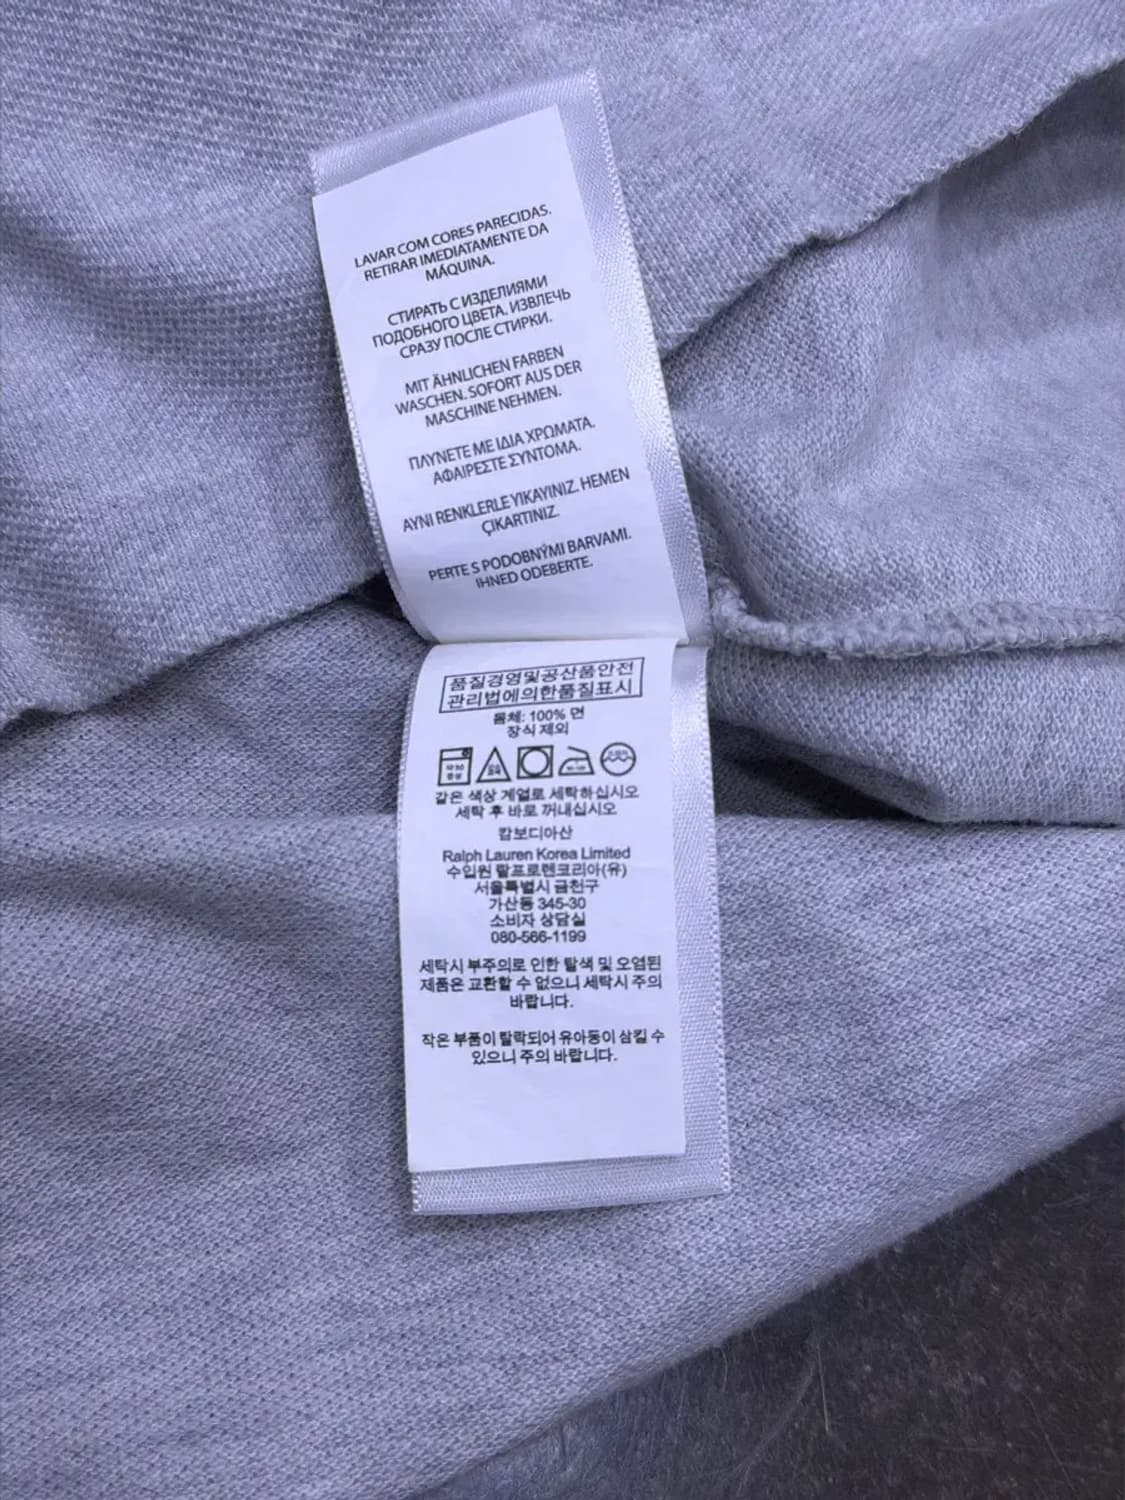 LAVAR COM CORES PARECIDAS.
RETIRAR IMEDIATAMENTE DA
MÁQUINA.
СТИРАТЬ С ИЗДЕЛИЯМИ
ПОДОБНОГО ЦВЕТА, ИЗВЛЕЧЬ
СРАЗУ ПОСЛЕ СТИРКИ.
MIT ÄHNLICHEN FARBEN
WASCHEN. SOFORT AUS DER
MASCHINE NEHMEN.
ΠΛΥΝΕΤΕ ΜΕ ΙΔΙΑ ΧΡΩΜΑΤΑ.
ΑΦΑΙΡΕΣΤΕ ΣΥΝΤΟΜΑ.
AYNI RENKLERLE YIKAYINIZ. HEMEN
ÇIKARTINIZ.
PERTE S PODOBNÝMI BARVAMI.
IHNED ODEBERTE.
품질경영및공산품안전
관리법에의한품질표시
몸체: 100% 면
장식 제외
같은 색상 계열로 세탁하십시오
세탁 후 바로 꺼내십시오
캄보디아산
Ralph Lauren Korea Limited
수입원 랄프로렌코리아(유)
서울특별시 금천구
가산동 345-30
소비자 상담실
080-566-1199
세탁시 부주의로 인한 탈색 및 오염된
제품은 교환할 수 없으니 세탁시 주의
바랍니다.
작은 부품이 탈락되어 유아동이 삼킬 수
있으니 주의 바랍니다.